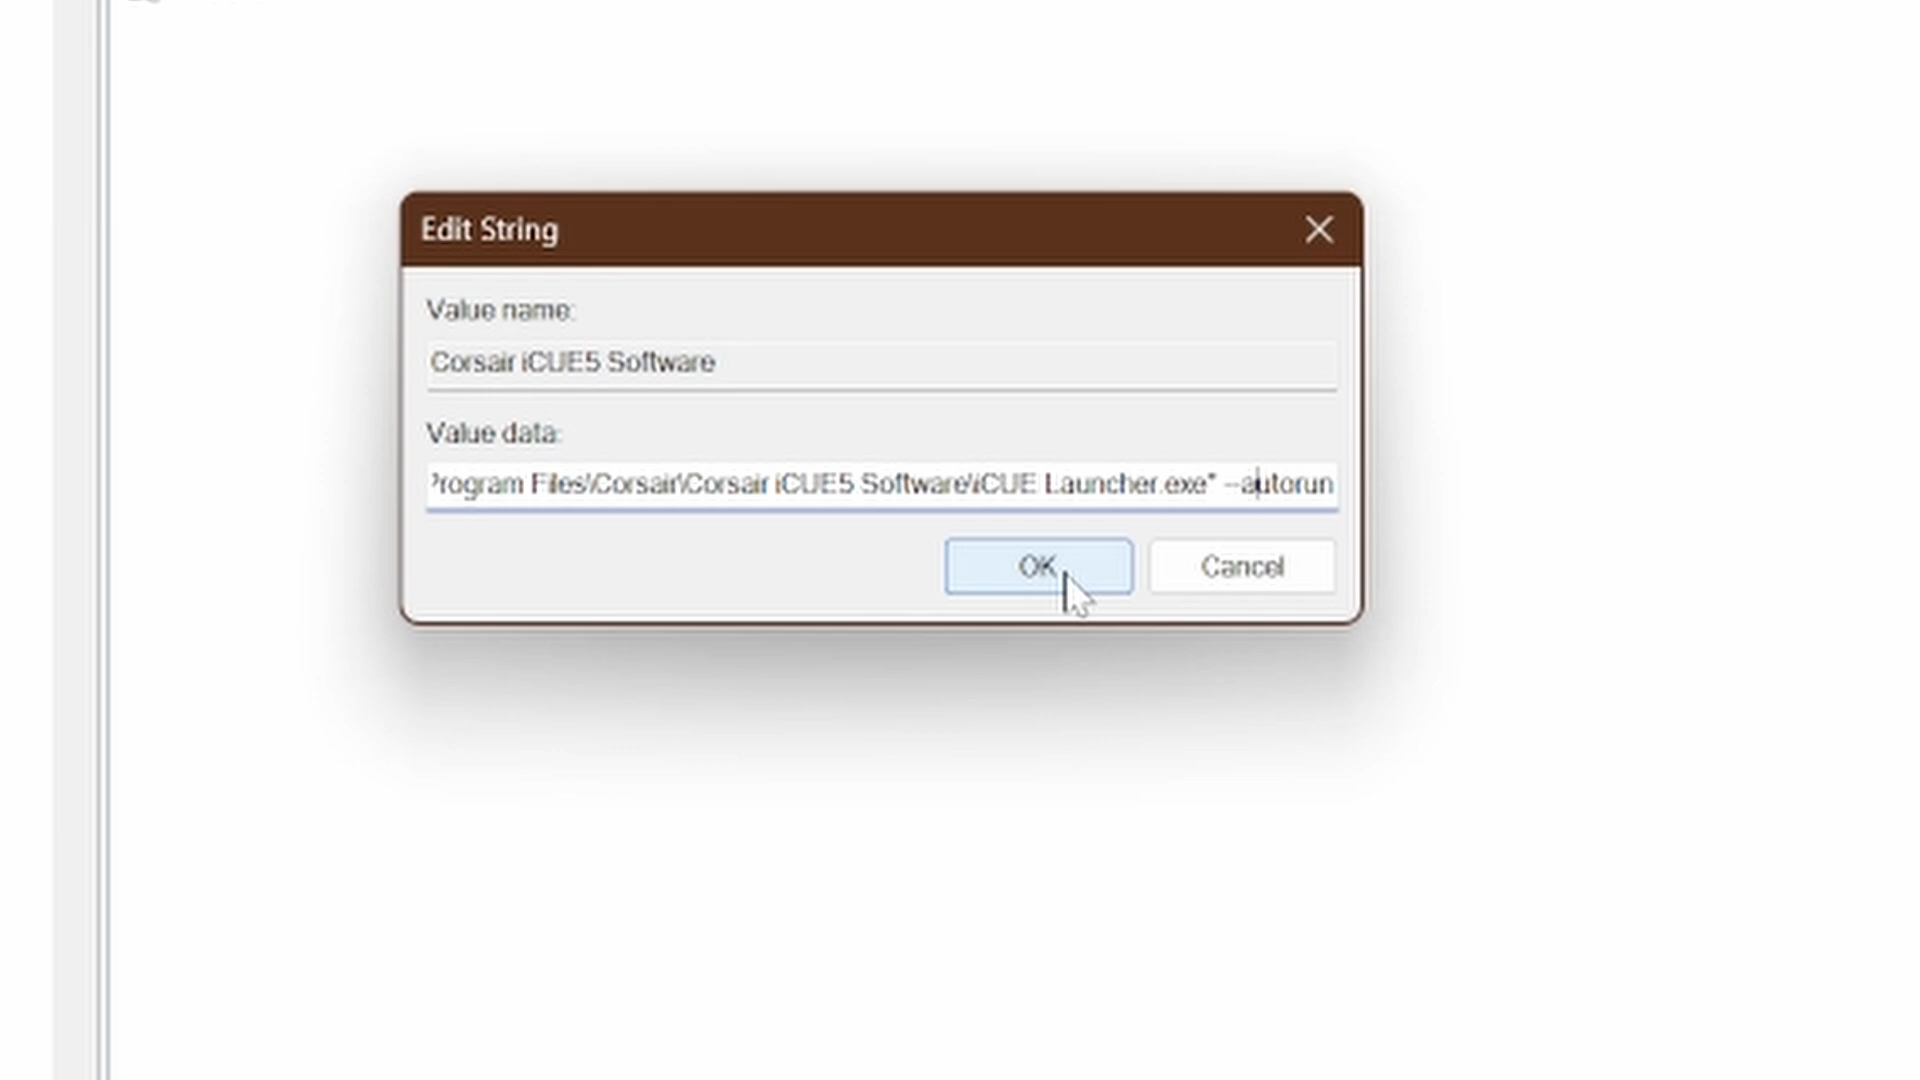 Edit String
Value name:
Corsair iCUE5 Software
Value data:
Program Files\Corsair\Corsair iCUE5 Software\iCUE Launcher.exe" --autorun
OK
Cancel